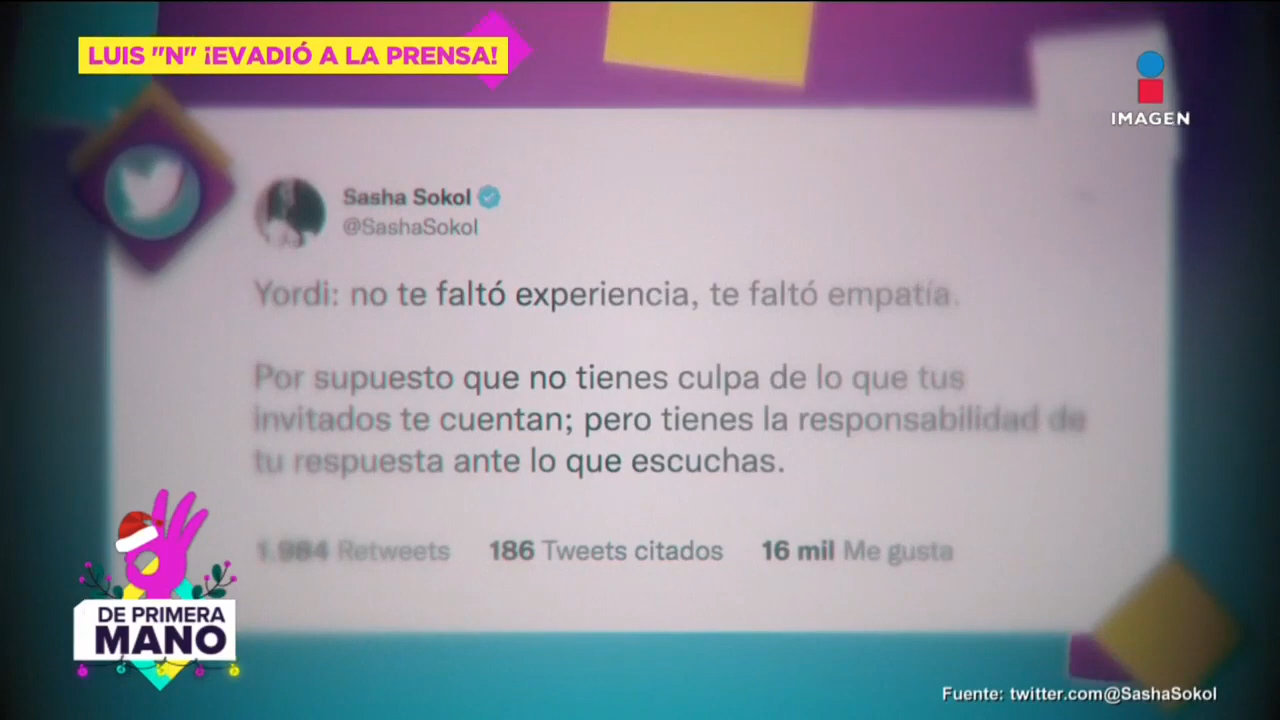 LUIS "N" ¡EVADIÓ A LA PRENSA!
IMAGEN
Sasha Sokol
@SashaSokol
Yordi: no te faltó experiencia, te faltó empatía.
Por supuesto que no tienes culpa de lo que tus
invitados te cuentan; pero tienes la responsabilidad de
tu respuesta ante lo que escuchas.
1.984 Retweets 186 Tweets citados 16 mil Me gusta
DE PRIMERA
MANO
Fuente: twitter.com@SashaSokol